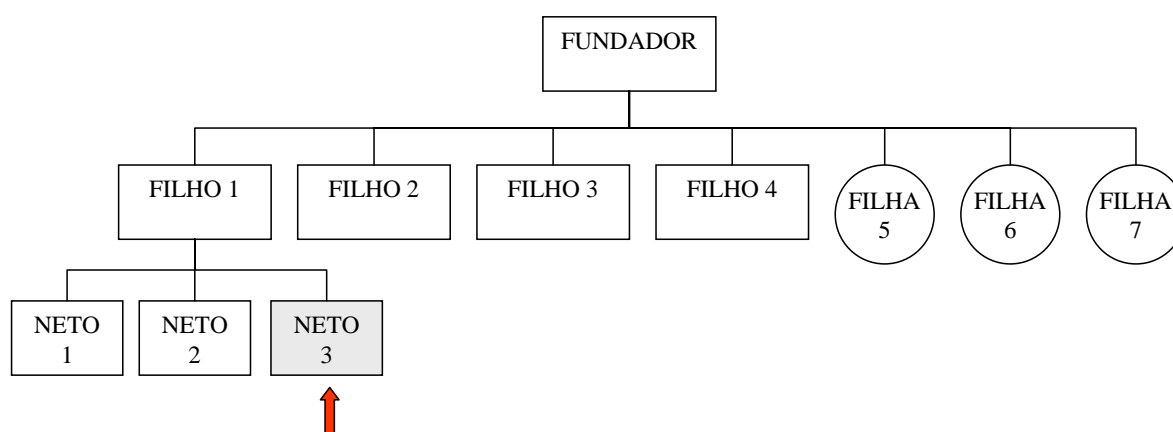 FUNDADOR
FILHO 1
FILHO 2
FILHO 3
FILHO 4
FILHA
5
FILHA
6
FILHA
7
NETO
1
NETO
2
NETO
3